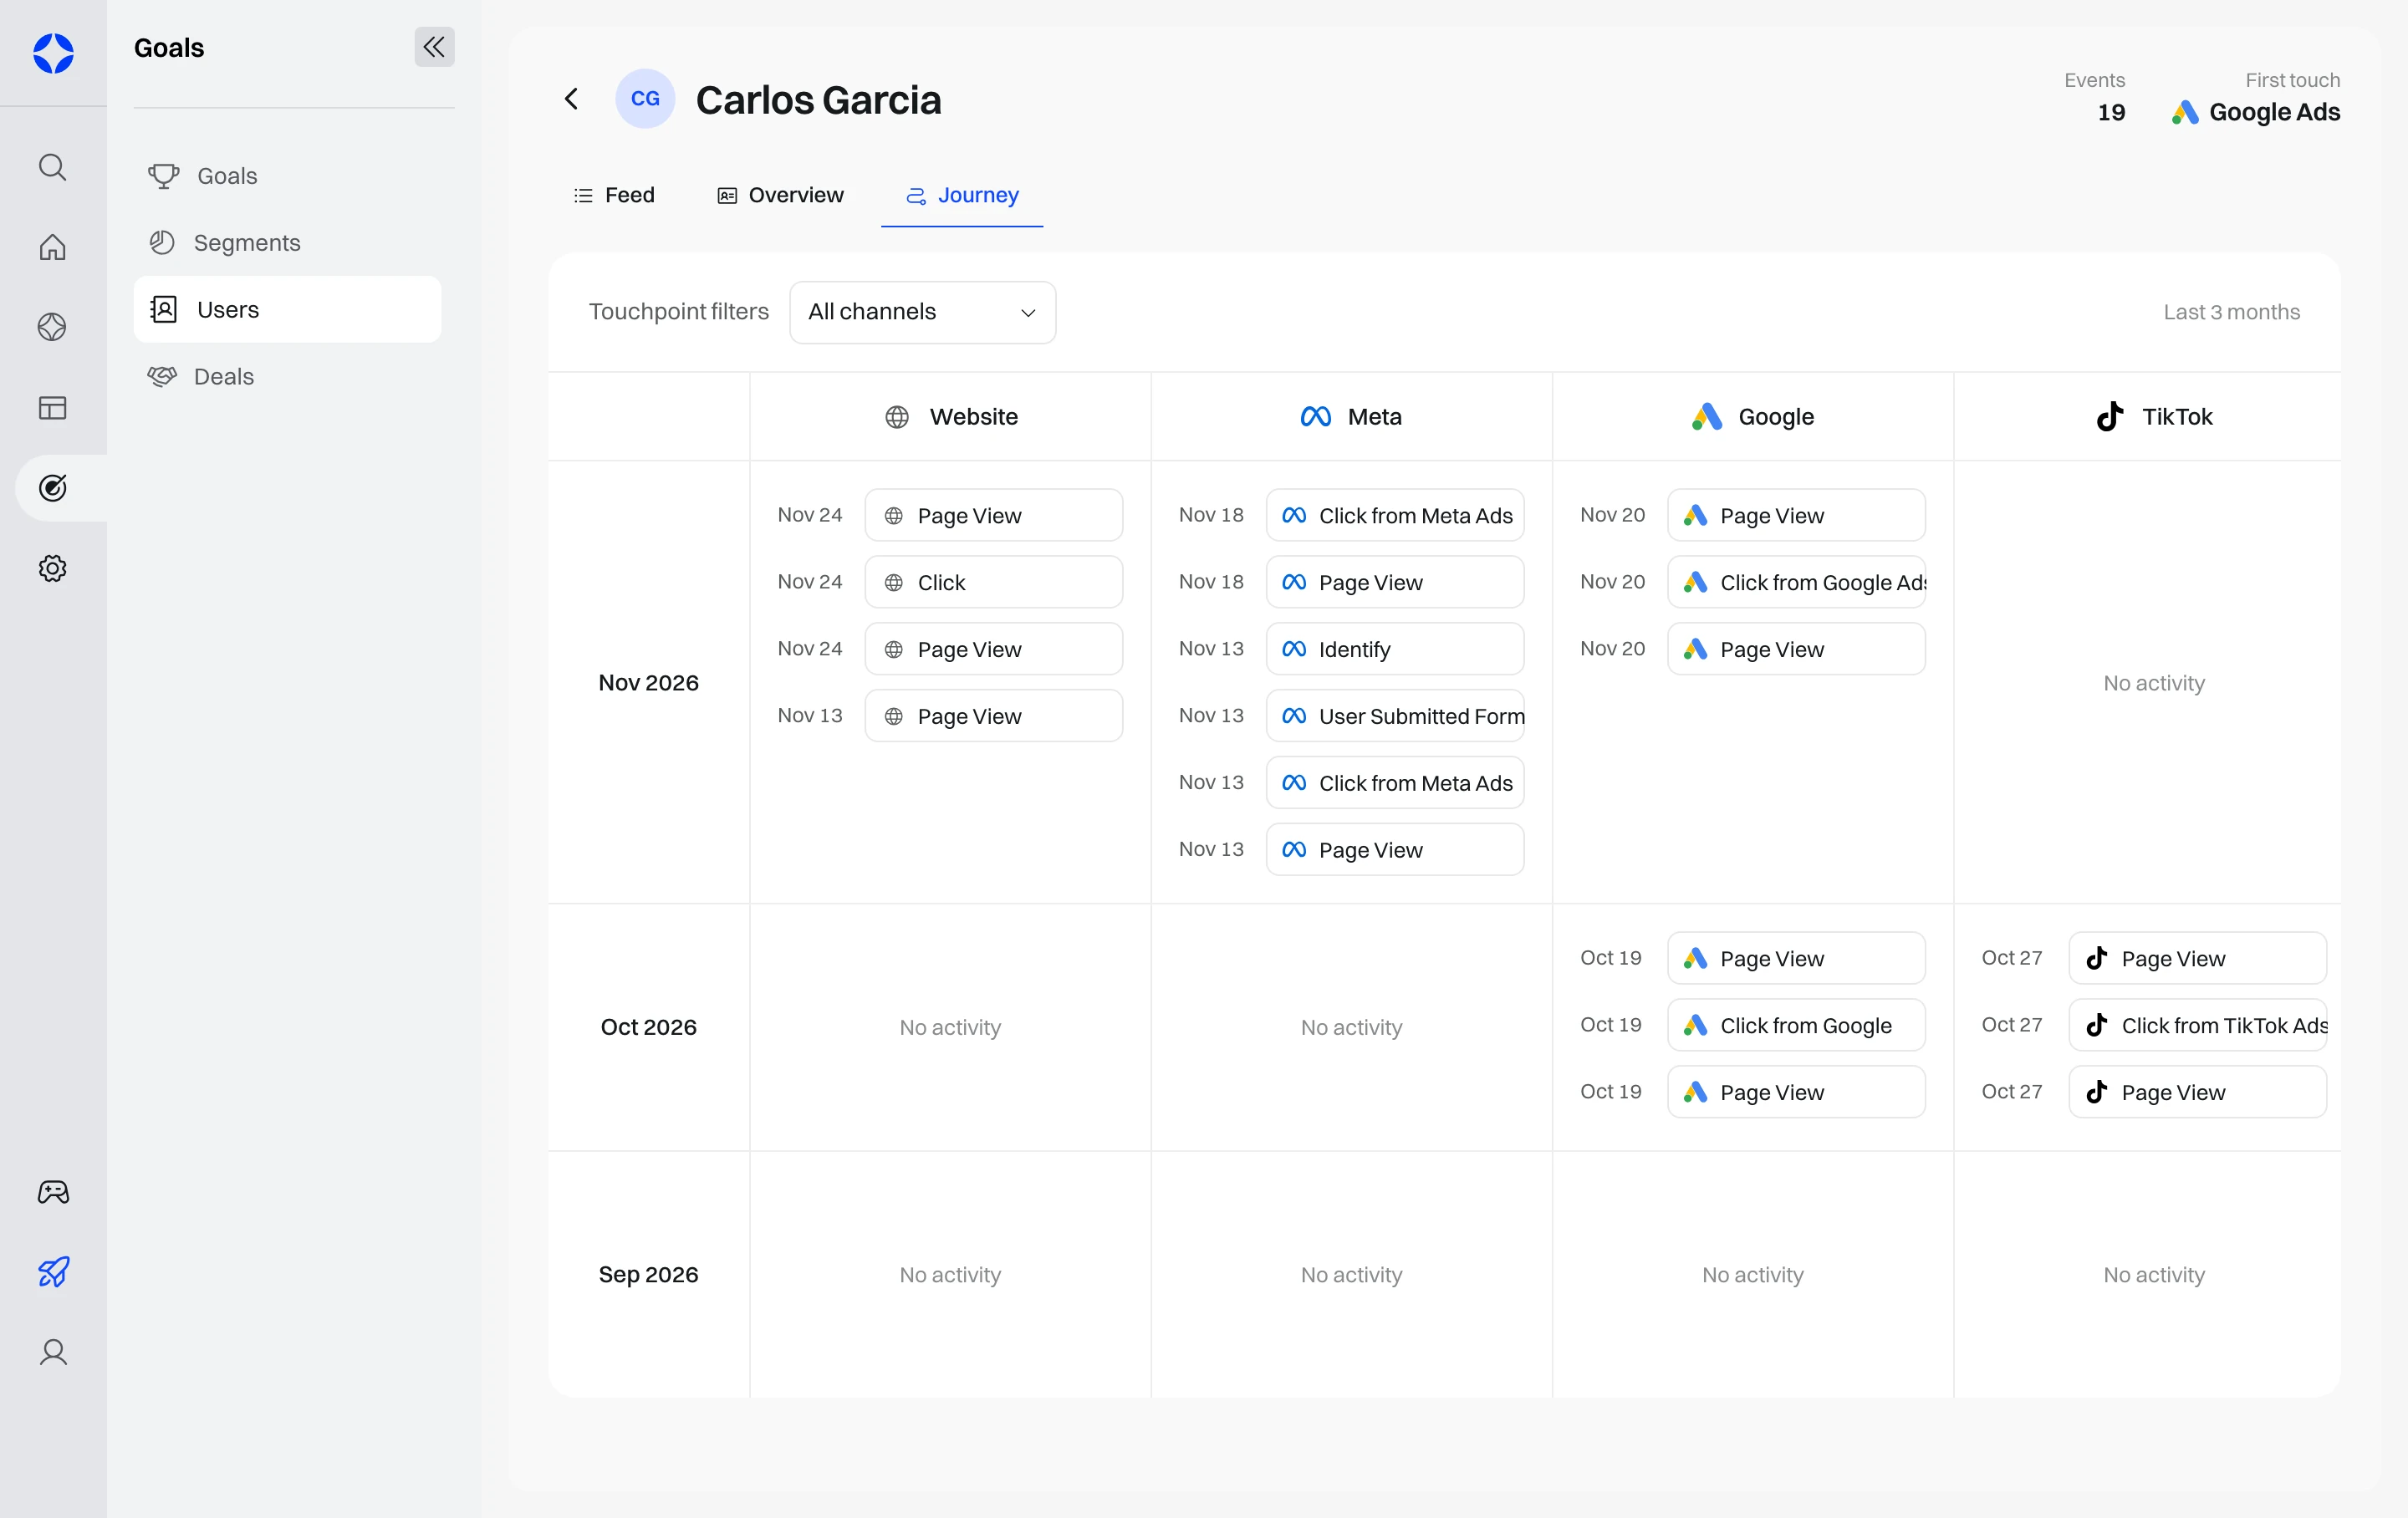 Goals
Goals
Segments
Users
Deals
CG
Carlos Garcia
Events
19
First touch
Google Ads
Feed
Overview
Journey
Touchpoint filters
All channels
Last 3 months
Website
Meta
Google
TikTok
Nov 2026
Nov 24 Page View
Nov 24 Click
Nov 24 Page View
Nov 13 Page View
Nov 18 Click from Meta Ads
Nov 18 Page View
Nov 13 Identify
Nov 13 User Submitted Form
Nov 13 Click from Meta Ads
Nov 13 Page View
Nov 20 Page View
Nov 20 Click from Google Ads
Nov 20 Page View
No activity
Oct 2026
No activity
No activity
Oct 19 Page View
Oct 19 Click from Google
Oct 19 Page View
Oct 27 Page View
Oct 27 Click from TikTok Ads
Oct 27 Page View
Sep 2026
No activity
No activity
No activity
No activity